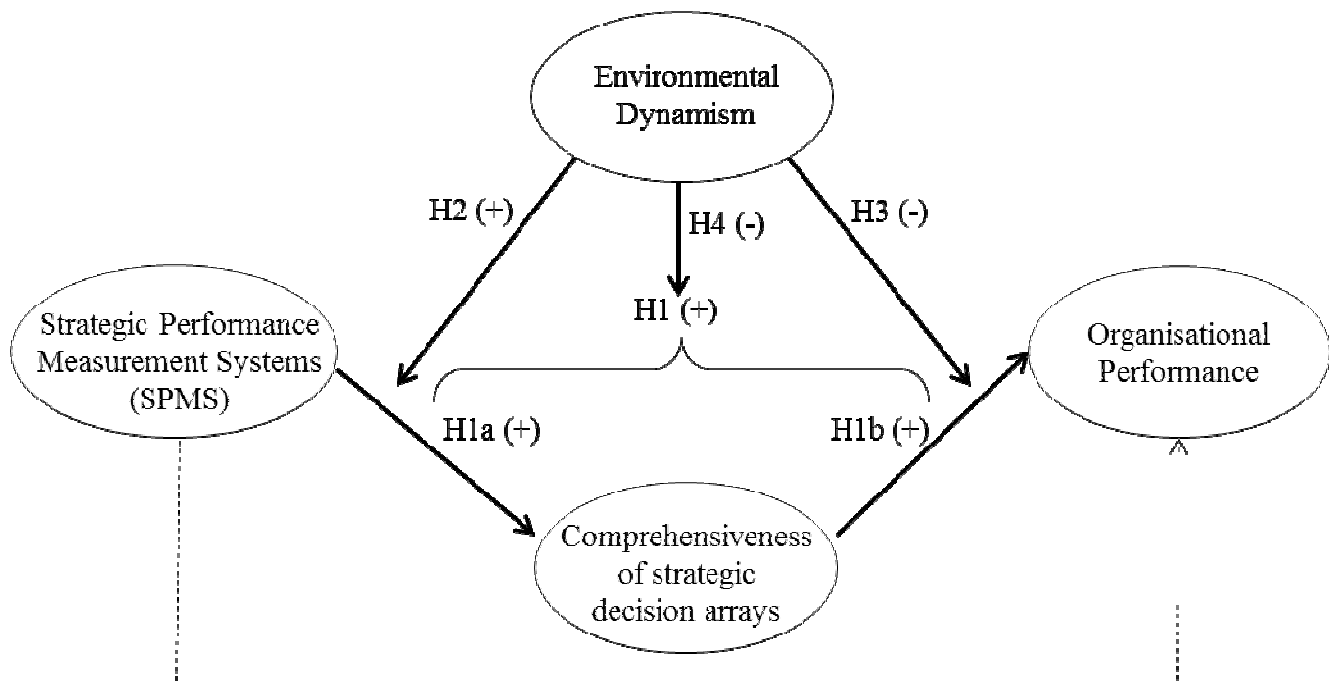 Environmental
Dynamism
H2 (+)
H4 (-)
H3 (-)
H1 (+)
Strategic Performance
Measurement Systems
(SPMS)
Organisational
Performance
H1a (+)
H1b (+)
Comprehensiveness
of strategic
decision arrays